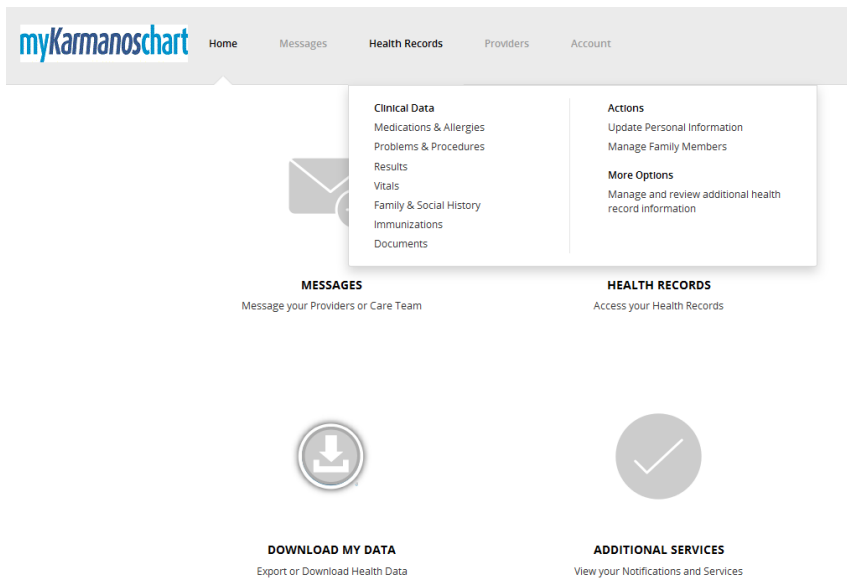 myKarmanoschart
Home
Messages
Health Records
Providers
Account
Clinical Data
Medications & Allergies
Problems & Procedures
Results
Vitals
Family & Social History
Immunizations
Documents
Actions
Update Personal Information
Manage Family Members
More Options
Manage and review additional health
record information
MESSAGES
Message your Providers or Care Team
HEALTH RECORDS
Access your Health Records
DOWNLOAD MY DATA
Export or Download Health Data
ADDITIONAL SERVICES
View your Notifications and Services